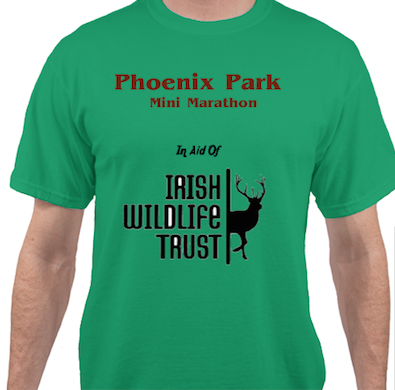 Phoenix Park
Mini Marathon
In Aid Of
IRISH
WILDLIFE
TRUST